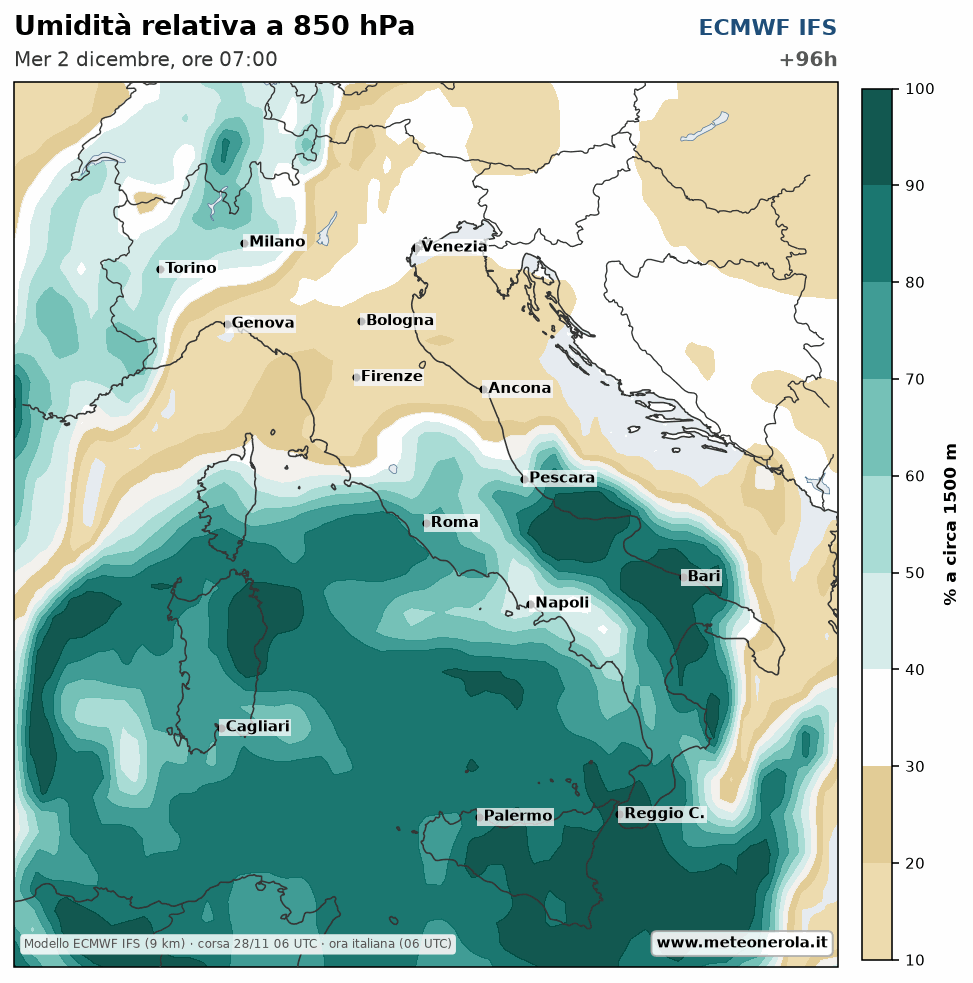 Umidità relativa a 850 hPa
ECMWF IFS
Mer 2 dicembre, ore 07:00
+96h
100
90
80
70
60
50
40
30
20
10
% a circa 1500 m
Milano
Venezia
Torino
Genova
Bologna
Firenze
Ancona
Pescara
Roma
Bari
Napoli
Cagliari
Palermo
Reggio C.
Modello ECMWF IFS (9 km) · corsa 28/11 06 UTC · ora italiana (06 UTC)
www.meteonerola.it